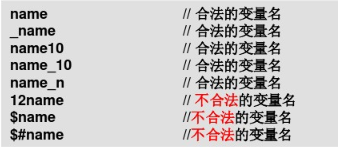 name // 合法的变量名
_name // 合法的变量名
name10 // 合法的变量名
name_10 // 合法的变量名
name_n // 合法的变量名
12name // 不合法的变量名
$name //不合法的变量名
$#name //不合法的变量名